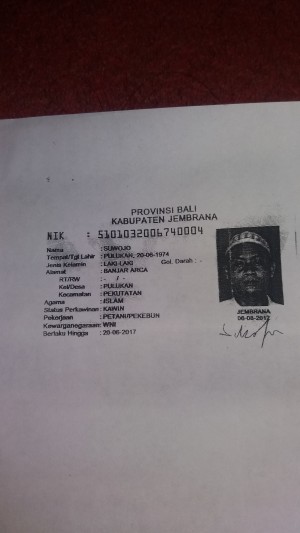 PROVINSI BALI
KABUPATEN JEMBRANA
NIK : 5101032006740004
Nama : SUWOJO
Tempat/Tgl Lahir : PULUKAN, 20-06-1974
Jenis Kelamin : LAKI-LAKI Gol. Darah : -
Alamat : BANJAR ARCA
RT/RW : - / -
Kel/Desa : PULUKAN
Kecamatan : PEKUTATAN
Agama : ISLAM
Status Perkawinan : KAWIN
Pekerjaan : PETANI/PEKEBUN
Kewarganegaraan : WNI
Berlaku Hingga : 20-06-2017
JEMBRANA
06-06-2012